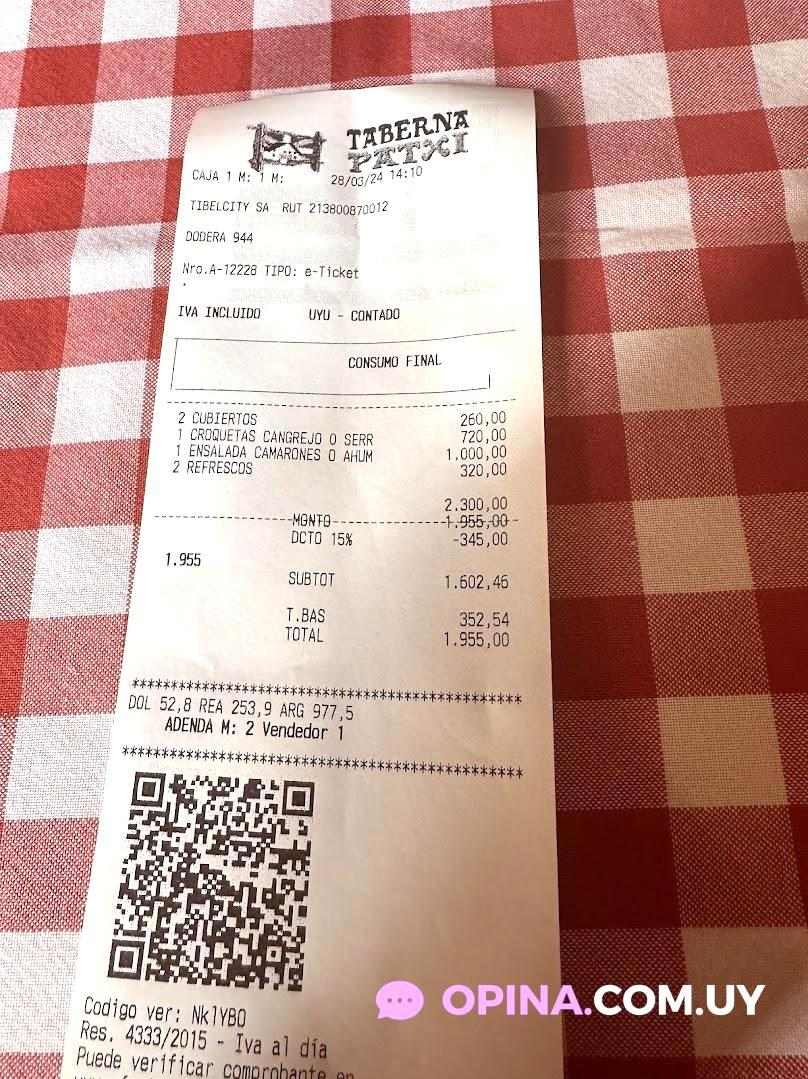 TABERNA
PATXI
CAJA 1 M: 1 M: 28/03/24 14:10
TIBELCITY SA RUT 213800870012
DODERA 944
Nro.A-12228 TIPO: e-Ticket
IVA INCLUIDO UYU - CONTADO
CONSUMO FINAL
2 CUBIERTOS 260,00
1 CROQUETAS CANGREJO O SERR 720,00
1 ENSALADA CAMARONES O AHUM 1.000,00
2 REFRESCOS 320,00
2.300,00
MONTO 1.955,00
DCTO 15% -345,00
1.955
SUBTOT 1.602,46
T.BAS 352,54
TOTAL 1.955,00
DOL 52,8 REA 253,9 ARG 977,5
ADENDA M: 2 Vendedor 1
Codigo ver: Nk1YBO
Res. 4333/2015 - Iva al día
Puede verificar comprobante en
OPINA.COM.UY